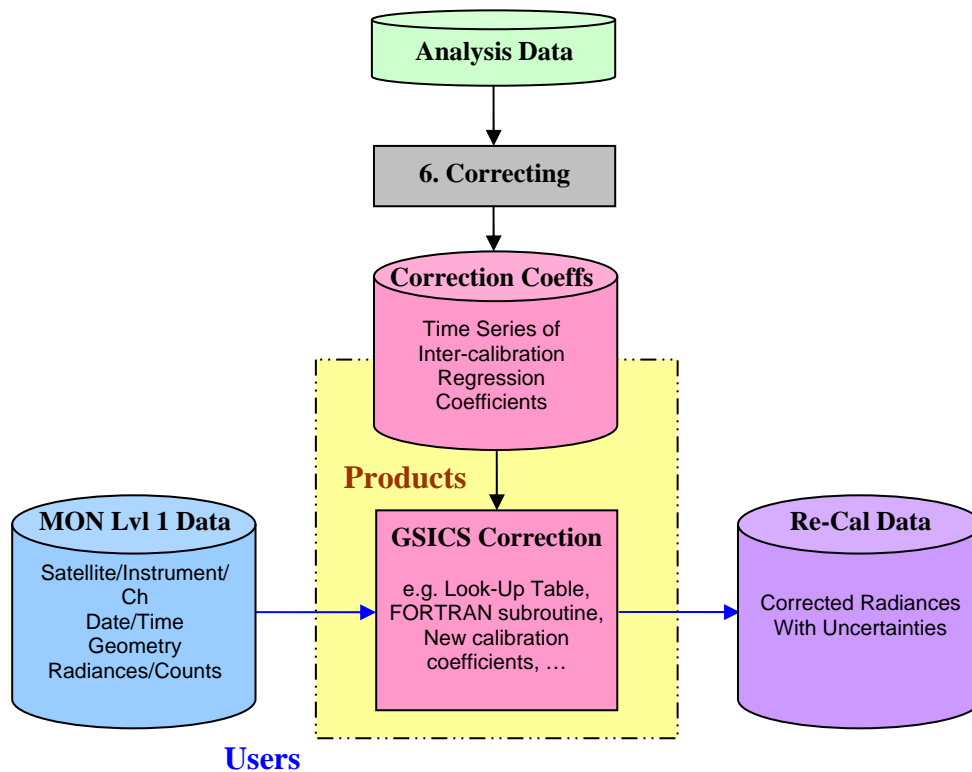 Analysis Data
6. Correcting
Correction Coeffs
Time Series of
Inter-calibration
Regression
Coefficients
Products
MON Lvl 1 Data
Satellite/Instrument/
Ch
Date/Time
Geometry
Radiances/Counts
GSICS Correction
e.g. Look-Up Table,
FORTRAN subroutine,
New calibration
coefficients, …
Re-Cal Data
Corrected Radiances
With Uncertainties
Users